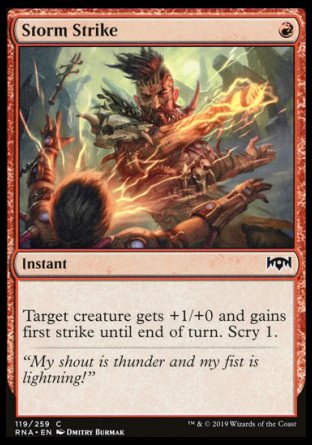 Storm Strike
Instant
Target creature gets +1/+0 and gains
first strike until end of turn. Scry 1.
“My shout is thunder and my fist is
lightning!”
119/259 C
RNA • EN Dmitry Burmak
™ & © 2019 Wizards of the Coast